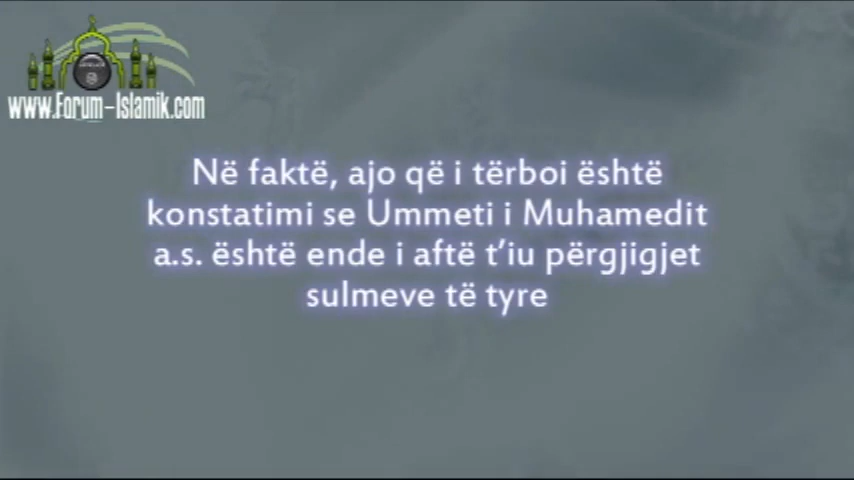 www.Forum-Islamik.com
Në faktë, ajo që i tërboi është
konstatimi se Ummeti i Muhamedit
a.s. është ende i aftë t'iu përgjigjet
sulmeve të tyre